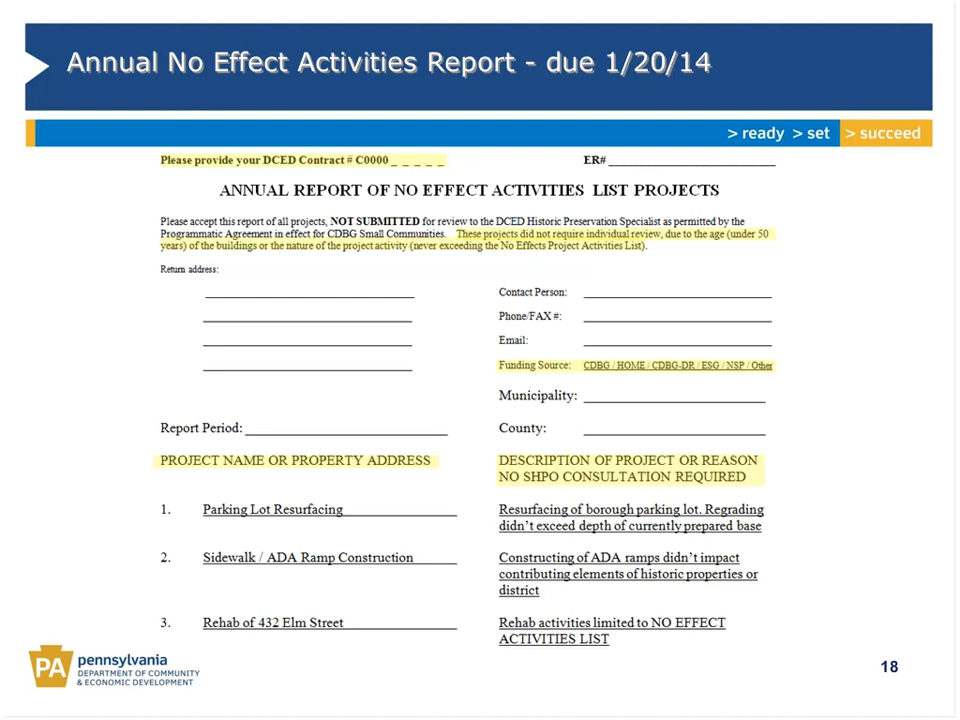 Annual No Effect Activities Report - due 1/20/14
> ready > set > succeed
Please provide your DCED Contract # C0000 _ _ _ _ _ ER# ____________________________
ANNUAL REPORT OF NO EFFECT ACTIVITIES LIST PROJECTS
Please accept this report of all projects, NOT SUBMITTED for review to the DCED Historic Preservation Specialist as permitted by the
Programmatic Agreement in effect for CDBG Small Communities. These projects did not require individual review, due to the age (under 50
years) of the buildings or the nature of the project activity (never exceeding the No Effects Project Activities List).
Return address:
Contact Person:
Phone/FAX #:
Email:
Funding Source: CDBG / HOME / CDBG-DR / ESG / NSP / Other
Municipality:
Report Period:
County:
PROJECT NAME OR PROPERTY ADDRESS
DESCRIPTION OF PROJECT OR REASON
NO SHPO CONSULTATION REQUIRED
1. Parking Lot Resurfacing
Resurfacing of borough parking lot. Regrading
didn't exceed depth of currently prepared base
2. Sidewalk / ADA Ramp Construction
Constructing of ADA ramps didn't impact
contributing elements of historic properties or
district
3. Rehab of 432 Elm Street
Rehab activities limited to NO EFFECT
ACTIVITIES LIST
PA pennsylvania
DEPARTMENT OF COMMUNITY
& ECONOMIC DEVELOPMENT
18